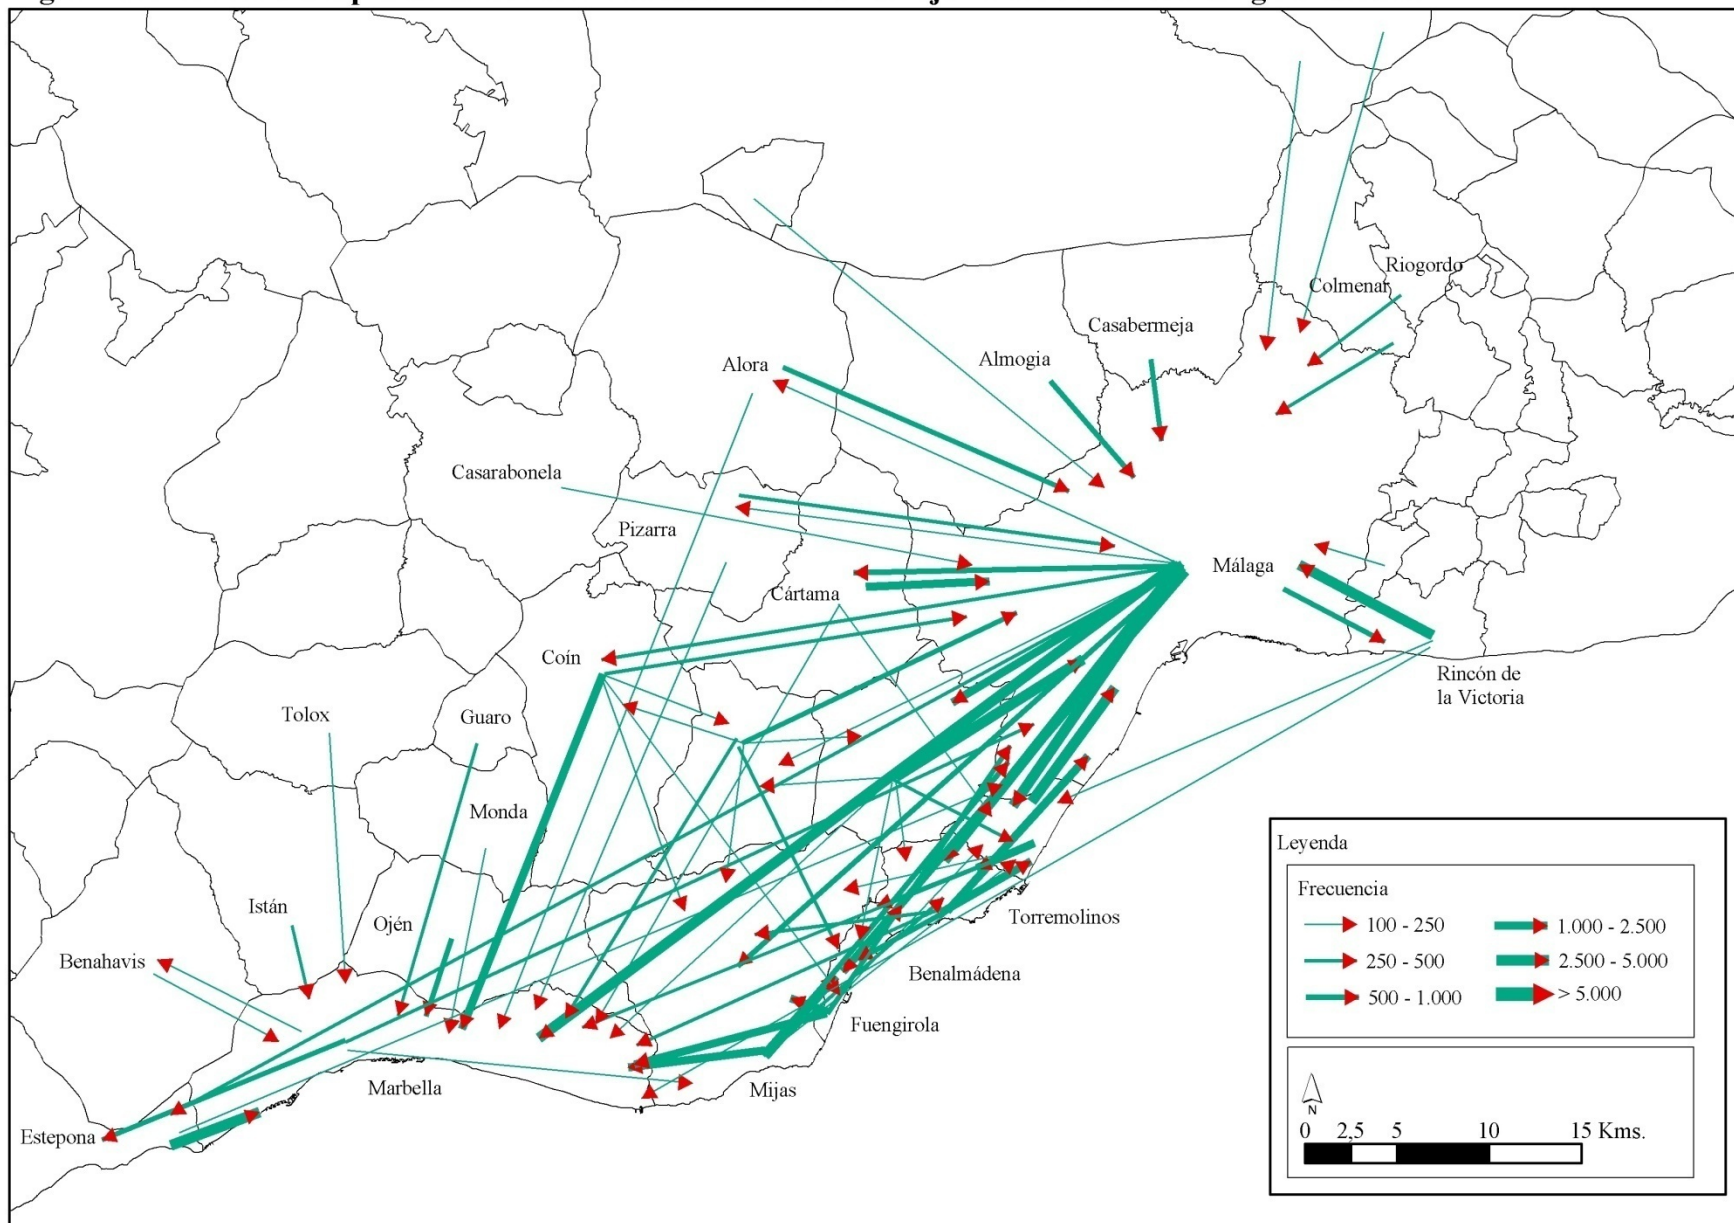 Riogordo
Colmenar
Casabermeja
Almogia
Alora
Casarabonela
Pizarra
Málaga
Cártama
Coín
Rincón de
la Victoria
Tolox
Guaro
Monda
Istán
Ojén
Torremolinos
Benahavis
Benalmádena
Fuengirola
Marbella
Mijas
Estepona
Leyenda
Frecuencia
100 - 250
250 - 500
500 - 1.000
1.000 - 2.500
2.500 - 5.000
> 5.000
N
0 2,5 5 10 15 Kms.